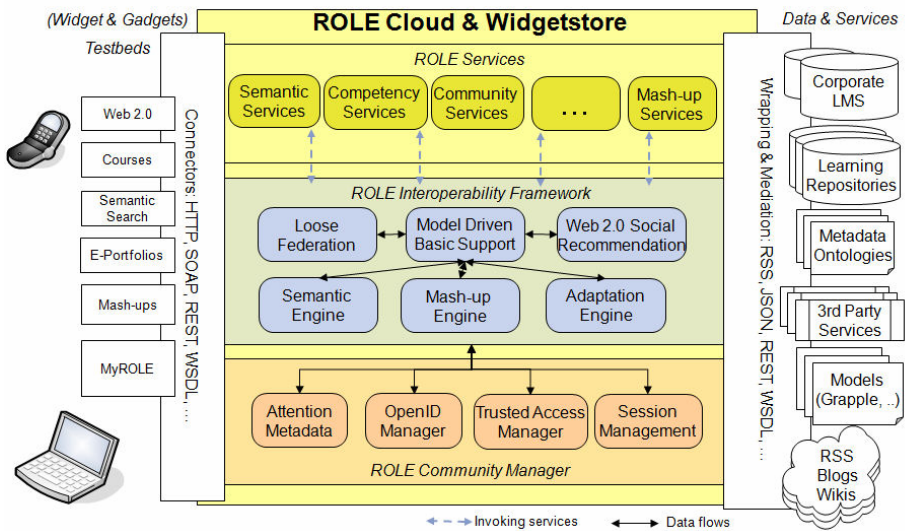 (Widget & Gadgets)
Testbeds
ROLE Cloud & Widgetstore
Data & Services
ROLE Services
Semantic
Services
Competency
Services
Community
Services
. . .
Mash-up
Services
Web 2.0
Courses
Semantic
Search
E-Portfolios
Mash-ups
MyROLE
Connectors: HTTP, SOAP, REST, WSDL, ...
ROLE Interoperability Framework
Loose
Federation
Model Driven
Basic Support
Web 2.0 Social
Recommendation
Semantic
Engine
Mash-up
Engine
Adaptation
Engine
Attention
Metadata
OpenID
Manager
Trusted Access
Manager
Session
Management
ROLE Community Manager
Wrapping & Mediation: RSS, JSON, REST, WSDL, ...
Corporate
LMS
Learning
Repositories
Metadata
Ontologies
3rd Party
Services
Models
(Grapple, ..)
RSS
Blogs
Wikis
Invoking services
Data flows